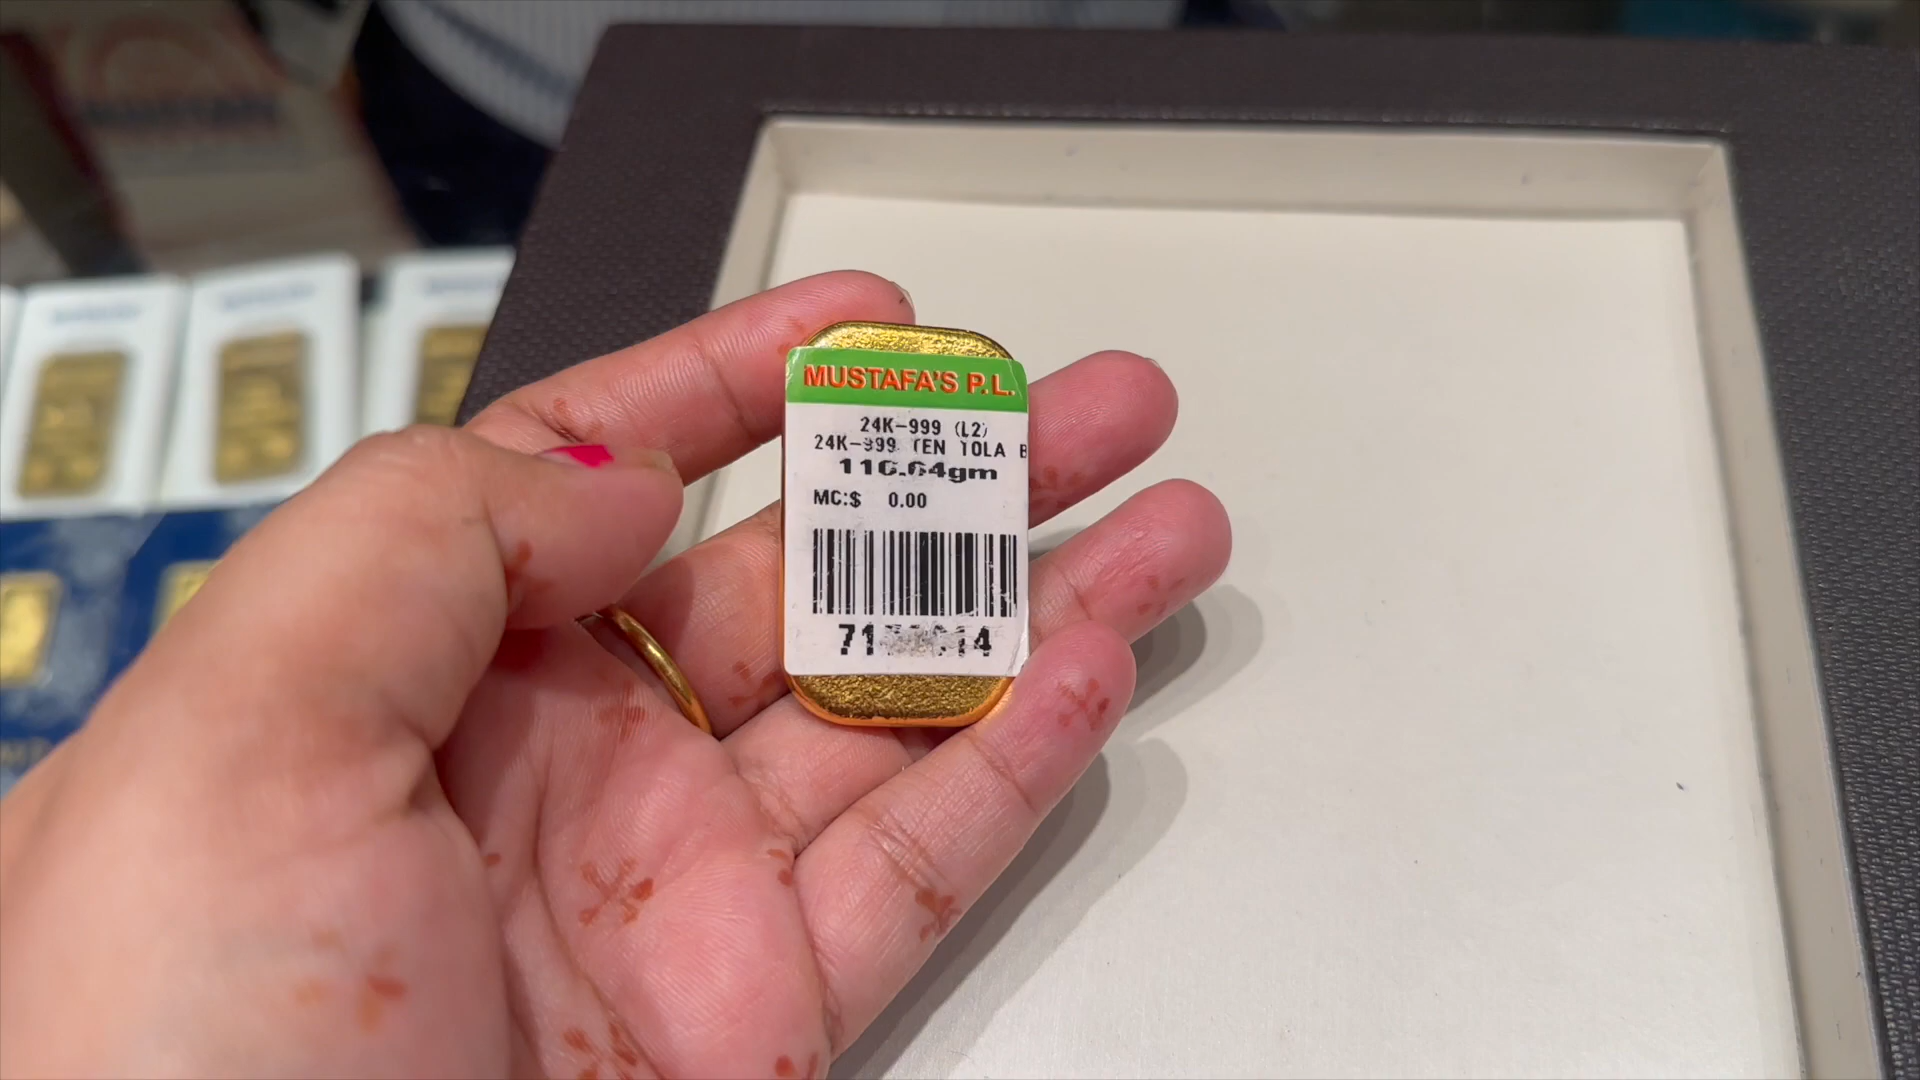 MUSTAFA'S P.L.
24K-999 (L2)
24K-999 TEN TOLA B
116.64gm
MC:$ 0.00